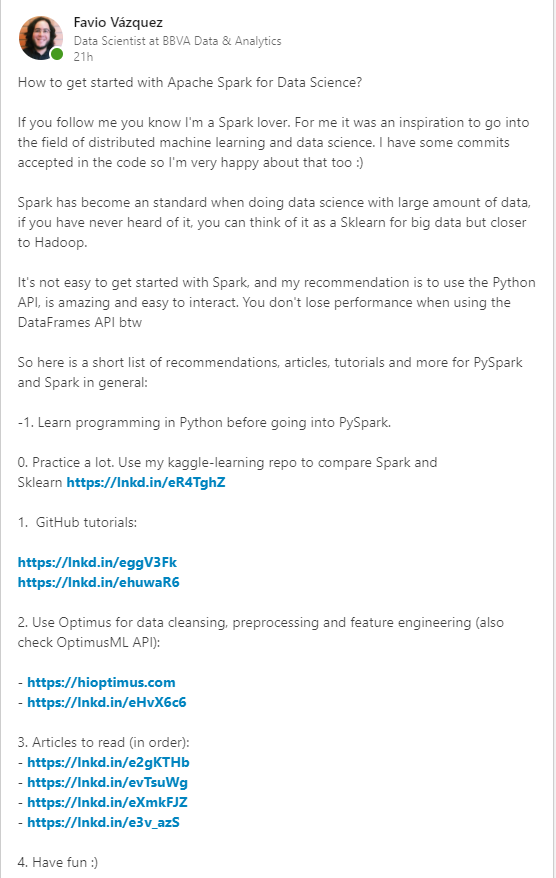 Favio Vázquez
Data Scientist at BBVA Data & Analytics
21h
How to get started with Apache Spark for Data Science?
If you follow me you know I'm a Spark lover. For me it was an inspiration to go into
the field of distributed machine learning and data science. I have some commits
accepted in the code so I'm very happy about that too :)
Spark has become an standard when doing data science with large amount of data,
if you have never heard of it, you can think of it as a Sklearn for big data but closer
to Hadoop.
It's not easy to get started with Spark, and my recommendation is to use the Python
API, is amazing and easy to interact. You don't lose performance when using the
DataFrames API btw
So here is a short list of recommendations, articles, tutorials and more for PySpark
and Spark in general:
-1. Learn programming in Python before going into PySpark.
0. Practice a lot. Use my kaggle-learning repo to compare Spark and
Sklearn https://lnkd.in/eR4TghZ
1.  GitHub tutorials:
https://lnkd.in/eggV3Fk
https://lnkd.in/ehuwaR6
2. Use Optimus for data cleansing, preprocessing and feature engineering (also
check OptimusML API):
- https://hioptimus.com
- https://lnkd.in/eHvX6c6
3. Articles to read (in order):
- https://lnkd.in/e2gKTHb
- https://lnkd.in/evTsuWg
- https://lnkd.in/eXmkFJZ
- https://lnkd.in/e3v_azS
4. Have fun :)